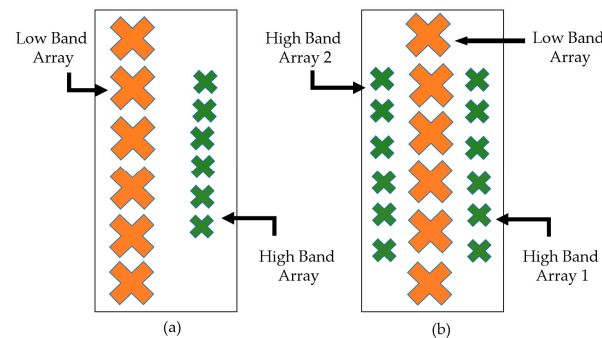 Low Band
Array
High Band
Array
(a)
High Band
Array 2
Low Band
Array
High Band
Array 1
(b)